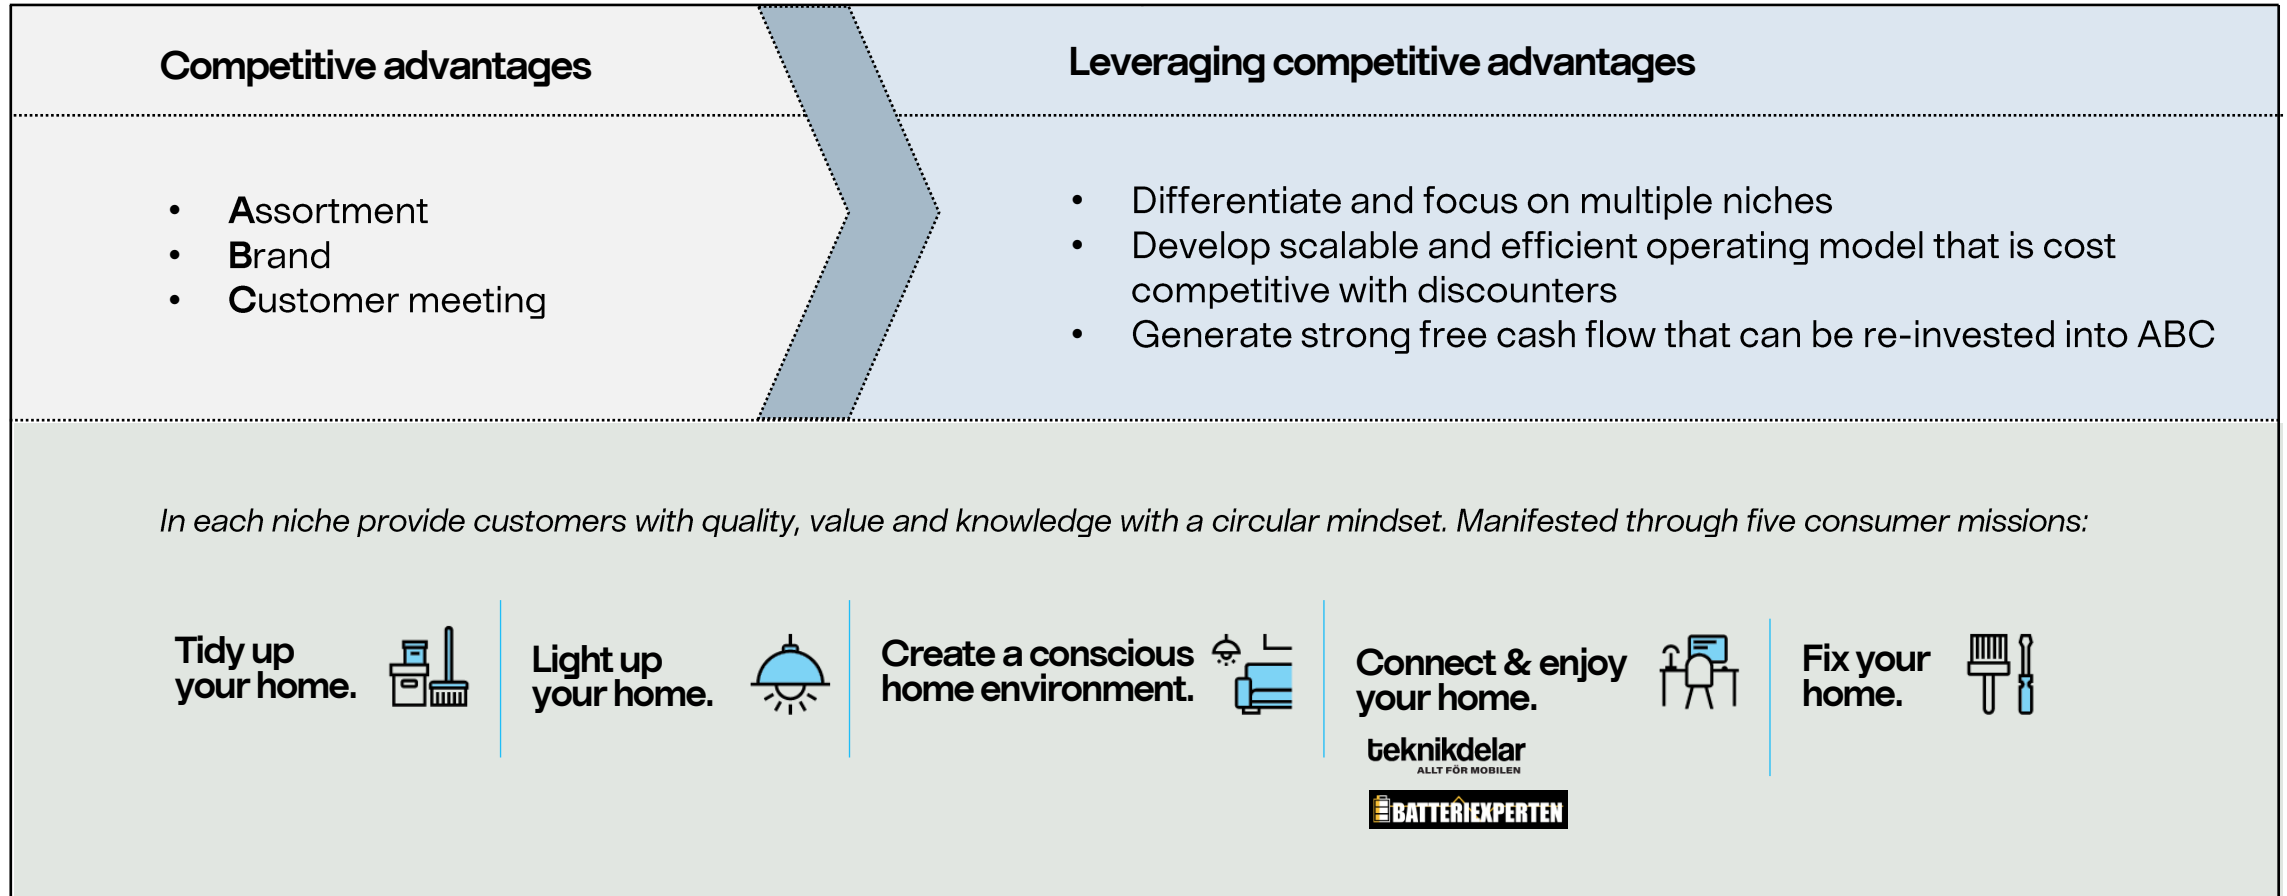 Competitive advantages
Leveraging competitive advantages
• Assortment
• Brand
• Customer meeting
• Differentiate and focus on multiple niches
• Develop scalable and efficient operating model that is cost
competitive with discounters
• Generate strong free cash flow that can be re-invested into ABC
In each niche provide customers with quality, value and knowledge with a circular mindset. Manifested through five consumer missions:
Tidy up
your home.
Light up
your home.
Create a conscious
home environment.
Connect & enjoy
your home.
teknikdelar
ALLT FÖR MOBILEN
BATTERIEXPERTEN
Fix your
home.